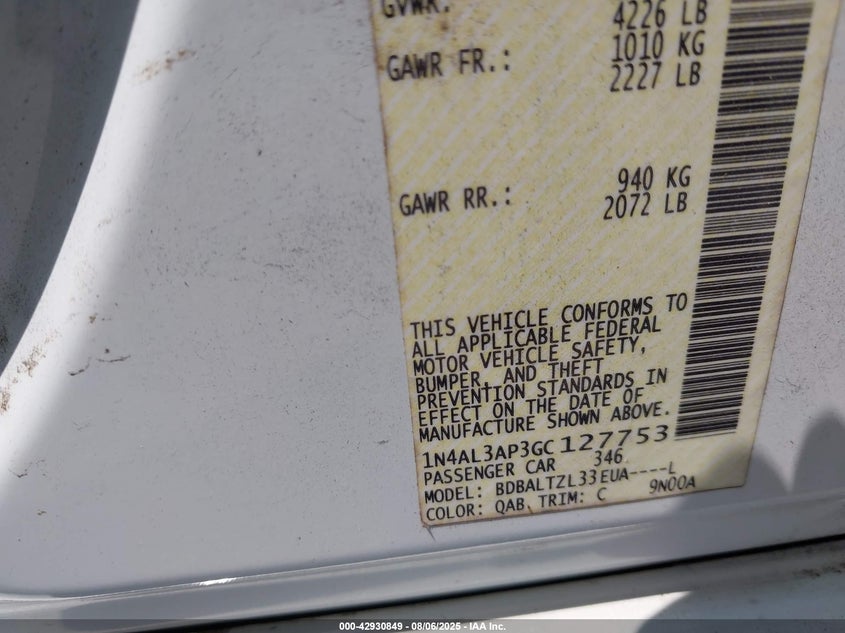 GVWR: 4226 LB
GAWR FR.: 1010 KG
2227 LB
GAWR RR.: 940 KG
2072 LB
THIS VEHICLE CONFORMS TO
ALL APPLICABLE FEDERAL
MOTOR VEHICLE SAFETY,
BUMPER, AND THEFT
PREVENTION STANDARDS IN
EFFECT ON THE DATE OF
MANUFACTURE SHOWN ABOVE.
1N4AL3AP3GC127753
PASSENGER CAR 346
MODEL: BDBALTZL33EUA----L
COLOR: QAB TRIM: C 9N00A
000-42930849 - 08/06/2025 - IAA Inc.